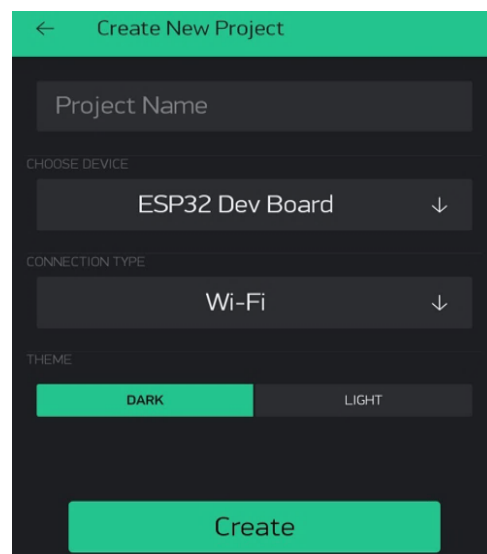 Create New Project
Project Name
CHOOSE DEVICE
ESP32 Dev Board
CONNECTION TYPE
Wi-Fi
THEME
DARK LIGHT
Create